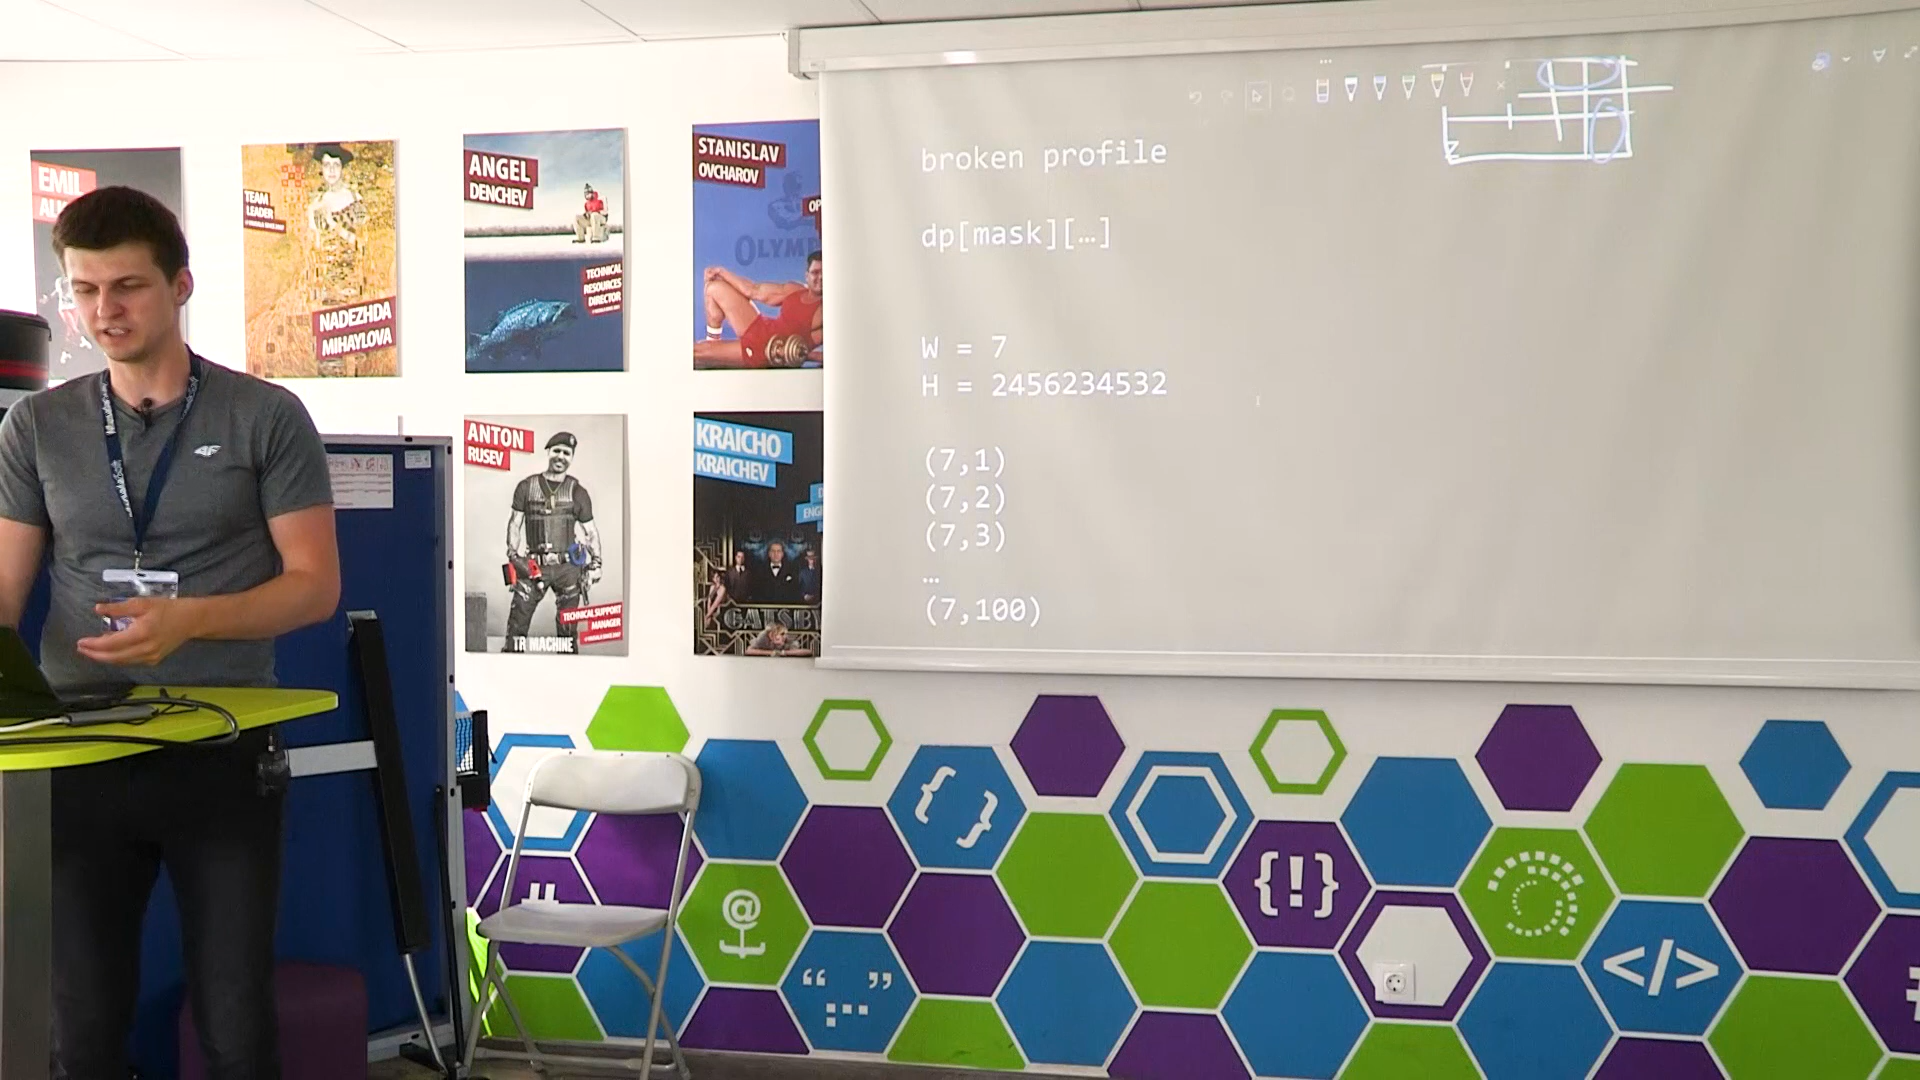 EMIL
TEAM
LEADER
NADEZHDA
MIHAYLOVA
ANGEL
DENCHEV
TECHNICAL
RESOURCES
DIRECTOR
STANISLAV
OVCHAROV
ANTON
RUSEV
TECHNICAL SUPPORT
MANAGER
TR MACHINE
KRAICHO
KRAICHEV
GATSBY
broken profile
dp[mask][…]
W = 7
H = 2456234532
(7,1)
(7,2)
(7,3)
…
(7,100)
{ }
{!}
@
“ ”
</>
#